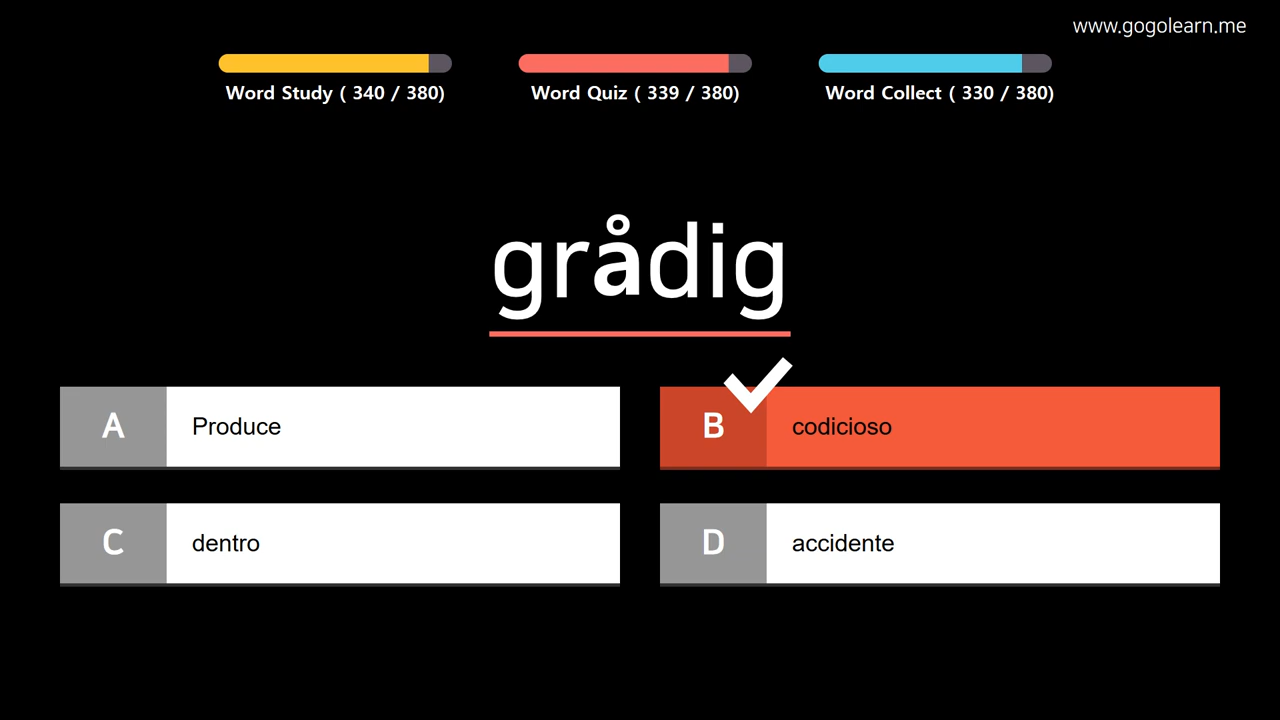 www.gogolearn.me
Word Study ( 340 / 380)
Word Quiz ( 339 / 380)
Word Collect ( 330 / 380)
grådig
A Produce
B codicioso
C dentro
D accidente